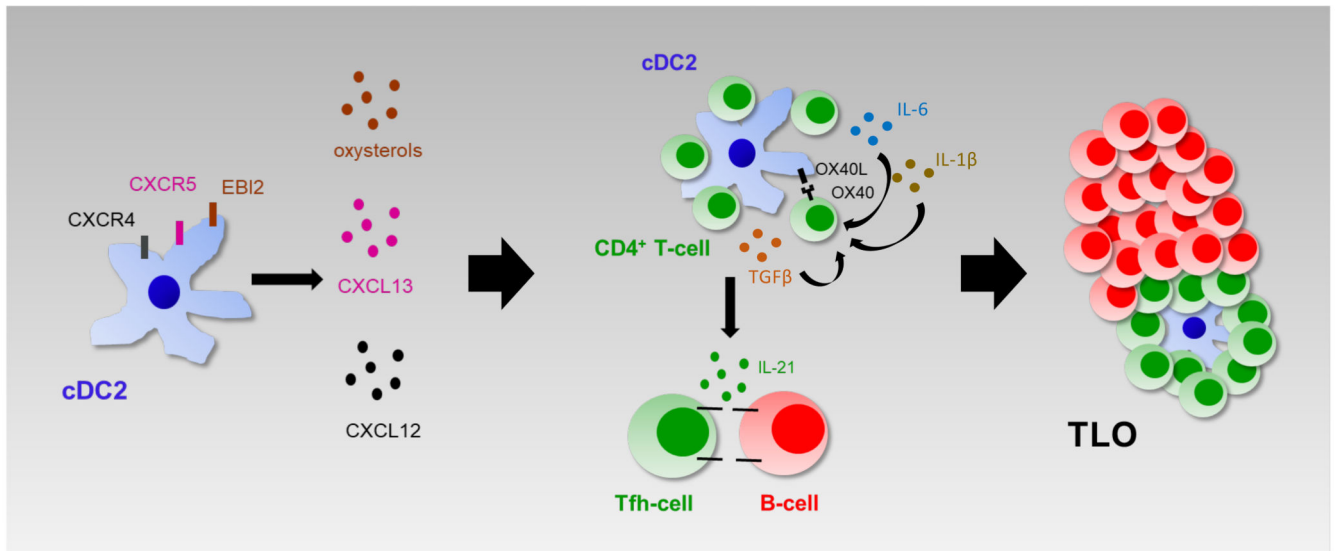 oxysterols
CXCR5
EBI2
CXCR4
CXCL13
cDC2
CXCL12
cDC2
IL-6
IL-1β
OX40L
OX40
CD4⁺ T-cell
TGFβ
IL-21
Tfh-cell
B-cell
TLO